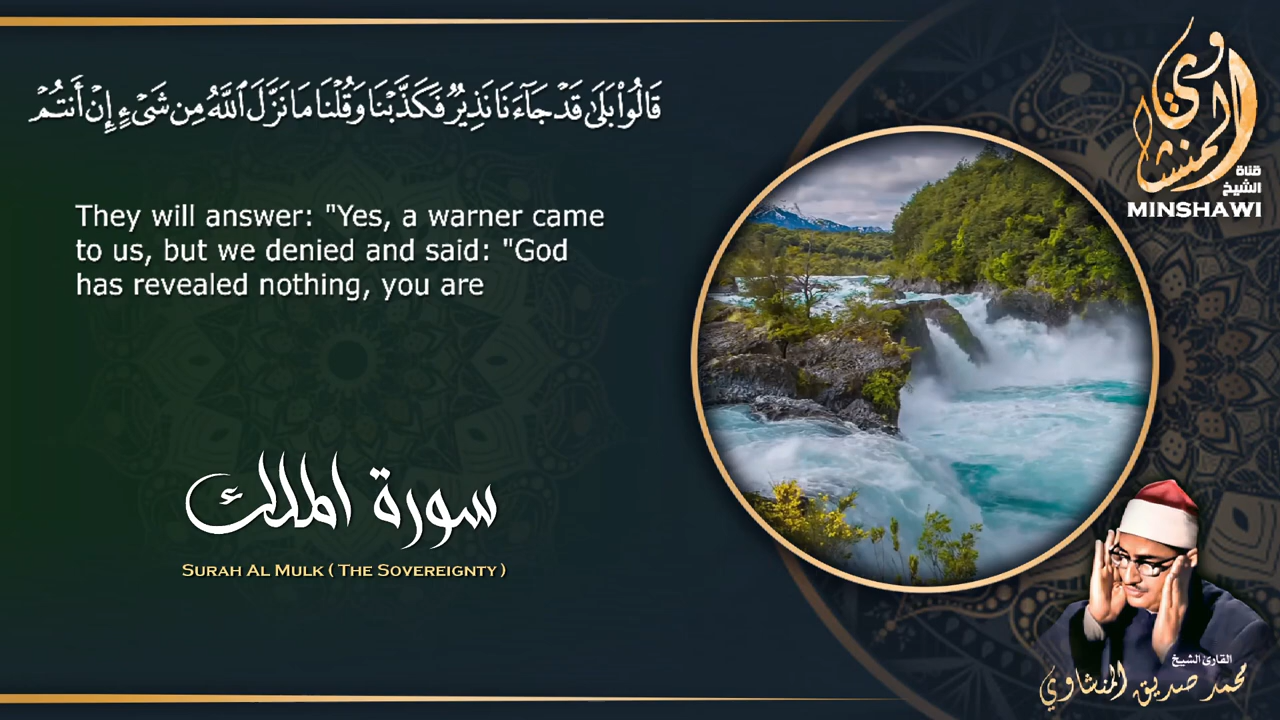 قَالُوا۟ بَلَىٰ قَدْ جَآءَنَا نَذِيرٌ فَكَذَّبْنَا وَقُلْنَا مَا نَزَّلَ ٱللَّهُ مِن شَىْءٍ إِنْ أَنتُمْ
They will answer: "Yes, a warner came
to us, but we denied and said: "God
has revealed nothing, you are
سورة الملك
SURAH AL MULK ( THE SOVEREIGNTY )
المنشاوي
قناة
الشيخ
MINSHAWI
القارئ الشيخ
محمد صديق المنشاوي